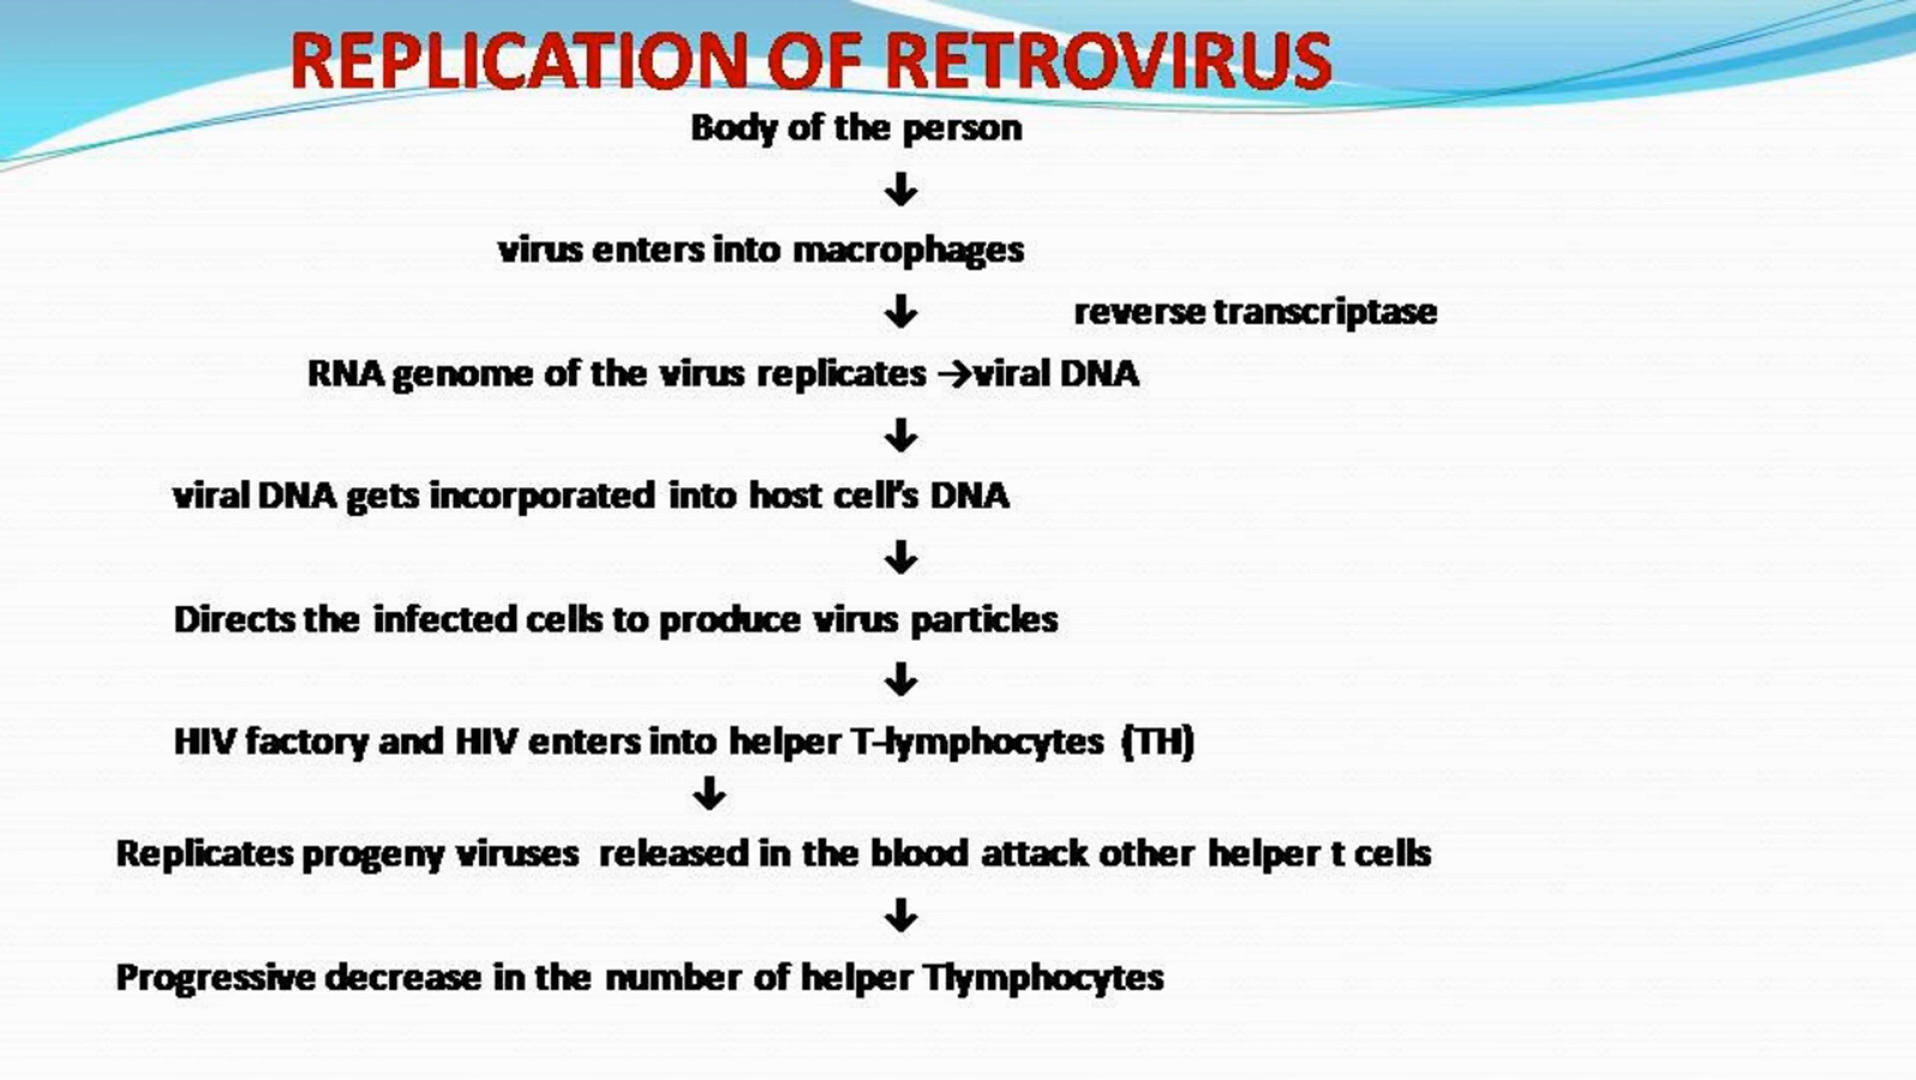 REPLICATION OF RETROVIRUS
Body of the person
↓
virus enters into macrophages
↓ reverse transcriptase
RNA genome of the virus replicates →viral DNA
↓
viral DNA gets incorporated into host cell's DNA
↓
Directs the infected cells to produce virus particles
↓
HIV factory and HIV enters into helper T-lymphocytes (TH)
↓
Replicates progeny viruses released in the blood attack other helper t cells
↓
Progressive decrease in the number of helper Tlymphocytes